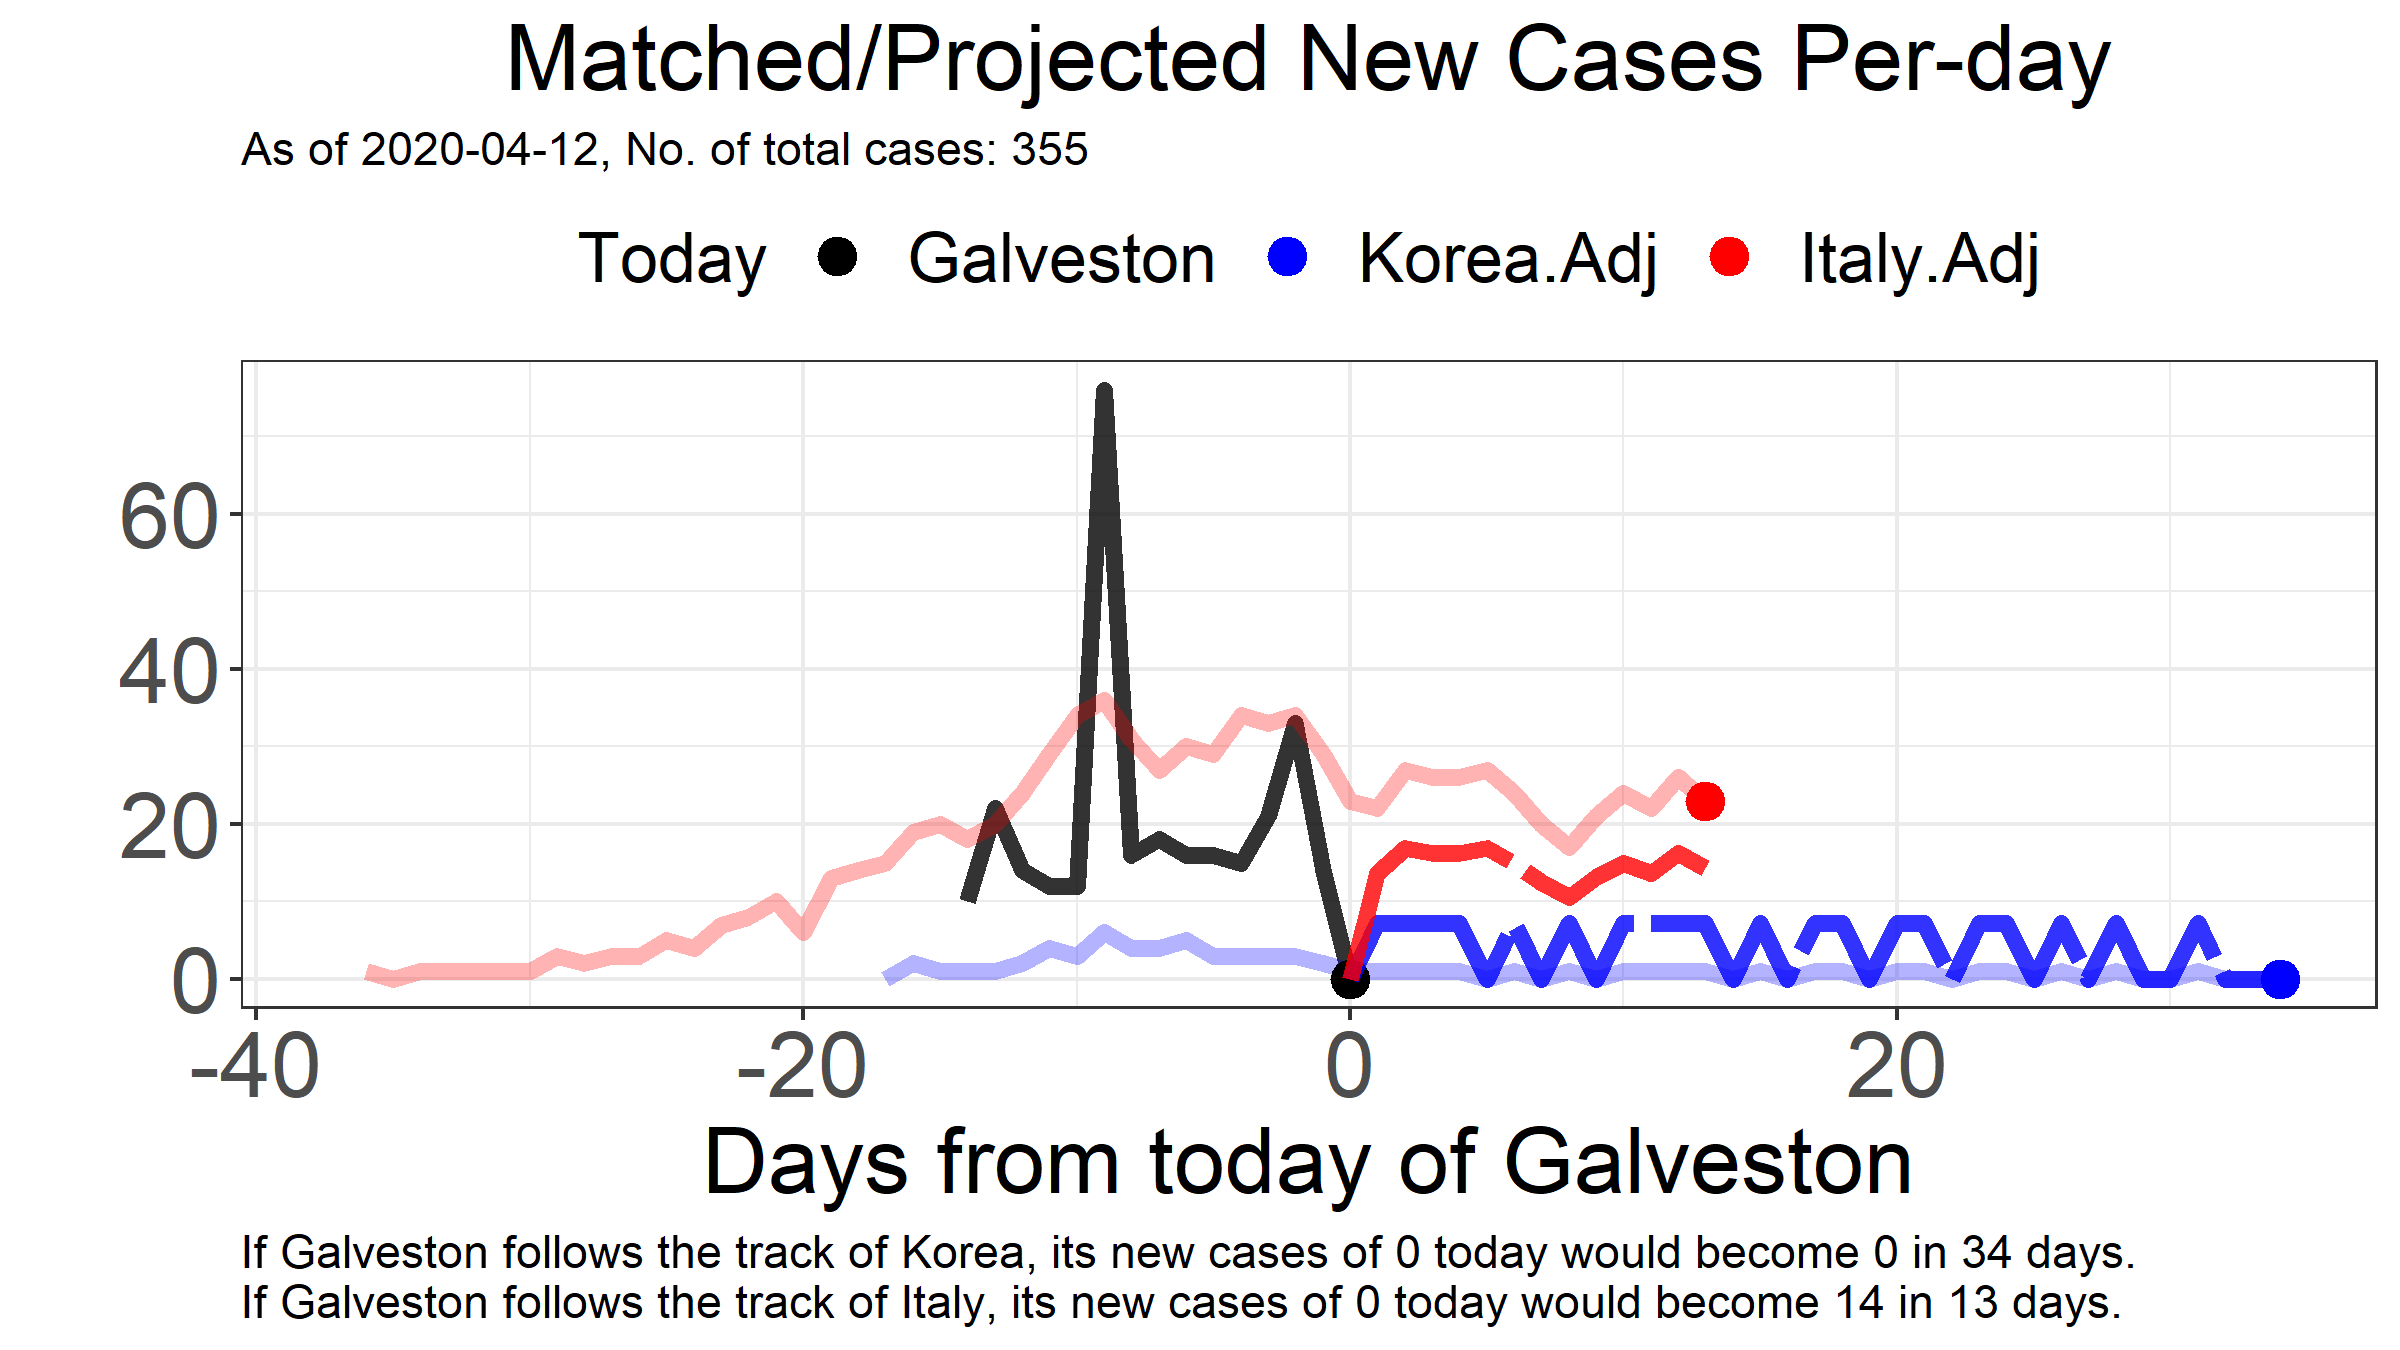 Matched/Projected New Cases Per-day
As of 2020-04-12, No. of total cases: 355
Today Galveston Korea.Adj Italy.Adj
60
40
20
0
-40 -20 0 20
Days from today of Galveston
If Galveston follows the track of Korea, its new cases of 0 today would become 0 in 34 days.
If Galveston follows the track of Italy, its new cases of 0 today would become 14 in 13 days.